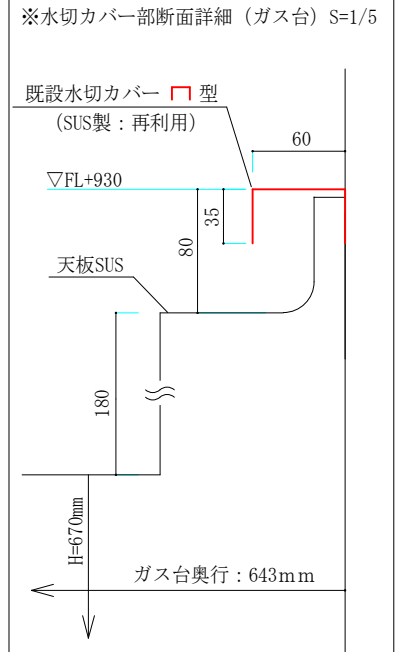 ※水切カバー部断面詳細（ガス台）S=1/5
既設水切カバー 型
（SUS製：再利用）
60
▽FL+930
35
80
天板SUS
180
H=670mm
ガス台奥行：643mm